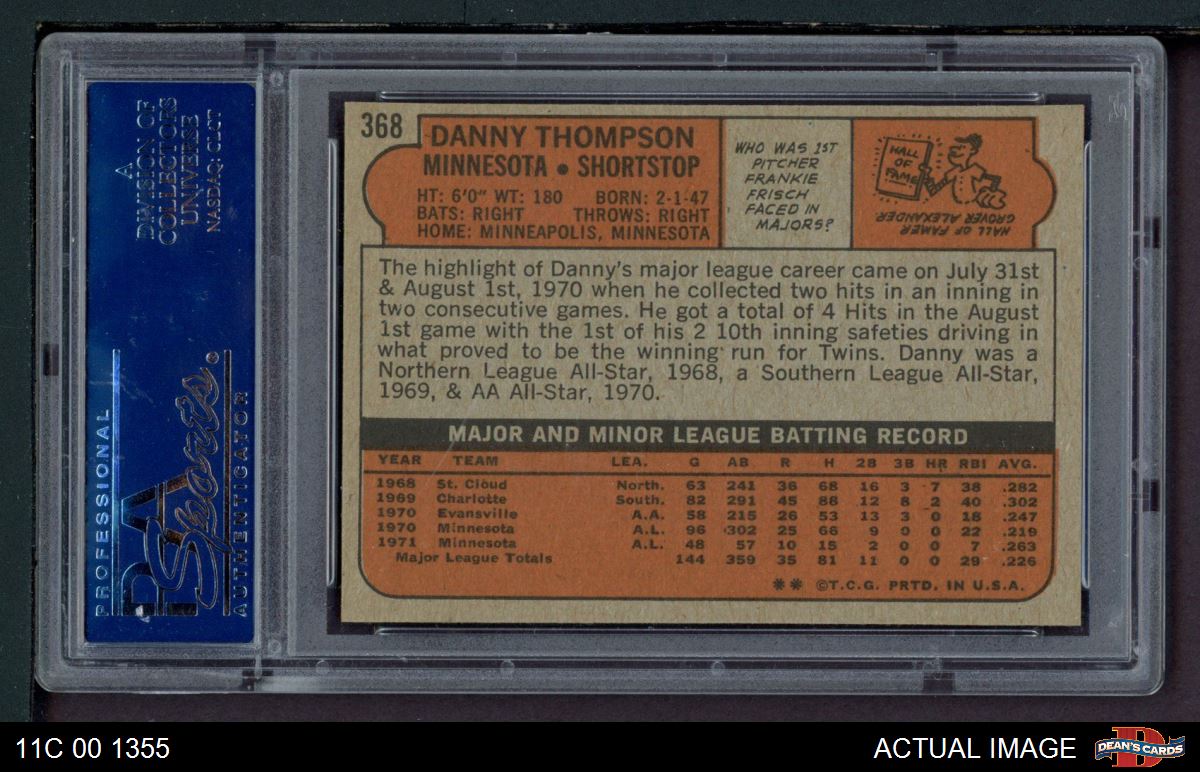 A
DIVISION OF
COLLECTORS
UNIVERSE
NASDAQ: CLCT
PROFESSIONAL
PSA
Sports®
AUTHENTICATOR
368
DANNY THOMPSON
MINNESOTA • SHORTSTOP
HT: 6'0" WT: 180 BORN: 2-1-47
BATS: RIGHT THROWS: RIGHT
HOME: MINNEAPOLIS, MINNESOTA
WHO WAS 1ST
PITCHER
FRANKIE
FRISCH
FACED IN
MAJORS?
HALL
OF
FAME
HALL OF FAMER
GROVER ALEXANDER
The highlight of Danny's major league career came on July 31st
& August 1st, 1970 when he collected two hits in an inning in
two consecutive games. He got a total of 4 Hits in the August
1st game with the 1st of his 2 10th inning safeties driving in
what proved to be the winning run for Twins. Danny was a
Northern League All-Star, 1968, a Southern League All-Star,
1969, & AA All-Star, 1970.
MAJOR AND MINOR LEAGUE BATTING RECORD
YEAR TEAM LEA. G AB R H 2B 3B HR RBI AVG.
1968 St. Cloud North. 63 241 36 68 16 3 7 38 .282
1969 Charlotte South. 82 291 45 88 12 8 2 40 .302
1970 Evansville A.A. 58 215 26 53 13 3 0 18 .247
1970 Minnesota A.L. 96 302 25 66 9 0 0 22 .219
1971 Minnesota A.L. 48 57 10 15 2 0 0 7 .263
Major League Totals 144 359 35 81 11 0 0 29 .226
** ©T.C.G. PRTD. IN U.S.A.
11C 00 1355
ACTUAL IMAGE
D
DEAN'S CARDS